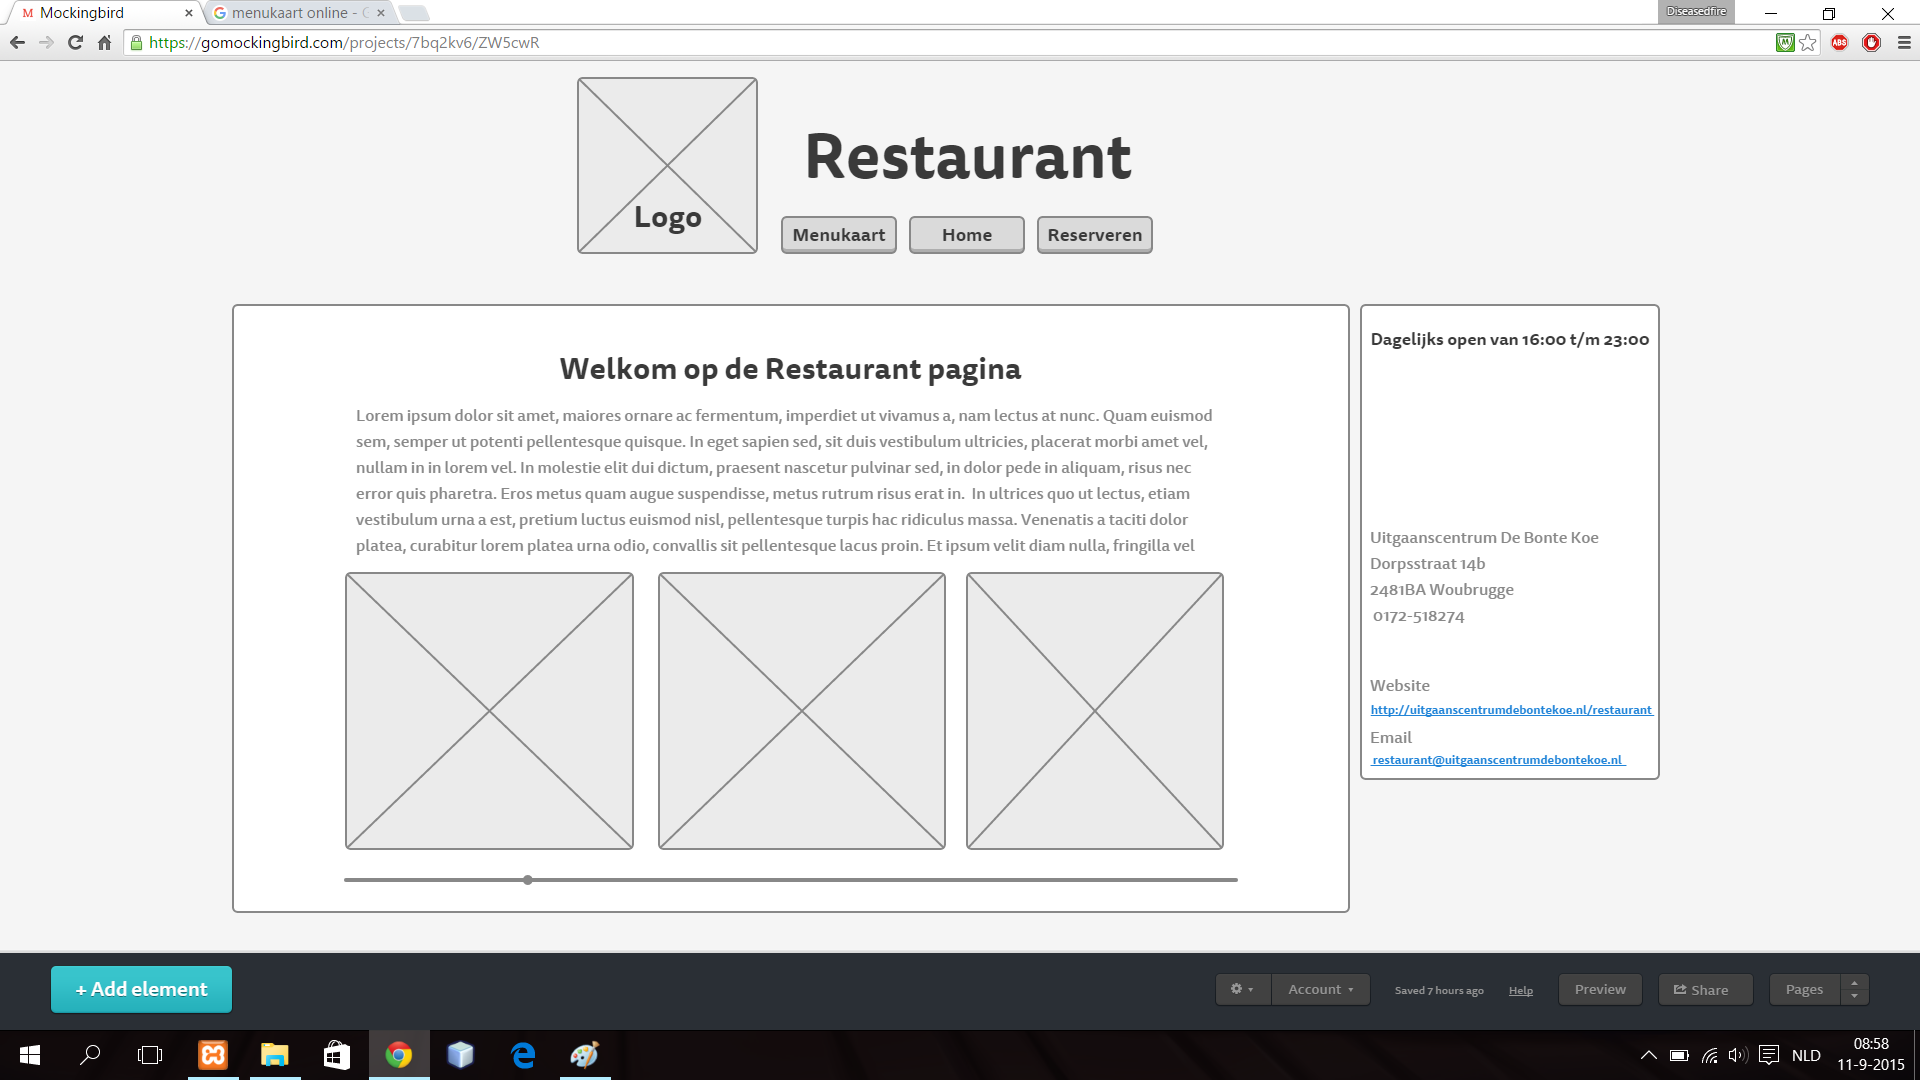 Mockingbird
menukaart online -
Diseasedfire
https://gomockingbird.com/projects/7bq2kv6/ZW5cwR
ABS
Restaurant
Logo
Menukaart
Home
Reserveren
Welkom op de Restaurant pagina
Lorem ipsum dolor sit amet, maiores ornare ac fermentum, imperdiet ut vivamus a, nam lectus at nunc. Quam euismod
sem, semper ut potenti pellentesque quisque. In eget sapien sed, sit duis vestibulum ultricies, placerat morbi amet vel,
nullam in in lorem vel. In molestie elit dui dictum, praesent nascetur pulvinar sed, in dolor pede in aliquam, risus nec
error quis pharetra. Eros metus quam augue suspendisse, metus rutrum risus erat in.  In ultrices quo ut lectus, etiam
vestibulum urna a est, pretium luctus euismod nisl, pellentesque turpis hac ridiculus massa. Venenatis a taciti dolor
platea, curabitur lorem platea urna odio, convallis sit pellentesque lacus proin. Et ipsum velit diam nulla, fringilla vel
Dagelijks open van 16:00 t/m 23:00
Uitgaanscentrum De Bonte Koe
Dorpsstraat 14b
2481BA Woubrugge
0172-518274
Website
http://uitgaanscentrumdebontekoe.nl/restaurant
Email
restaurant@uitgaanscentrumdebontekoe.nl
+ Add element
Account
Saved 7 hours ago
Help
Preview
Share
Pages
NLD
08:58
11-9-2015